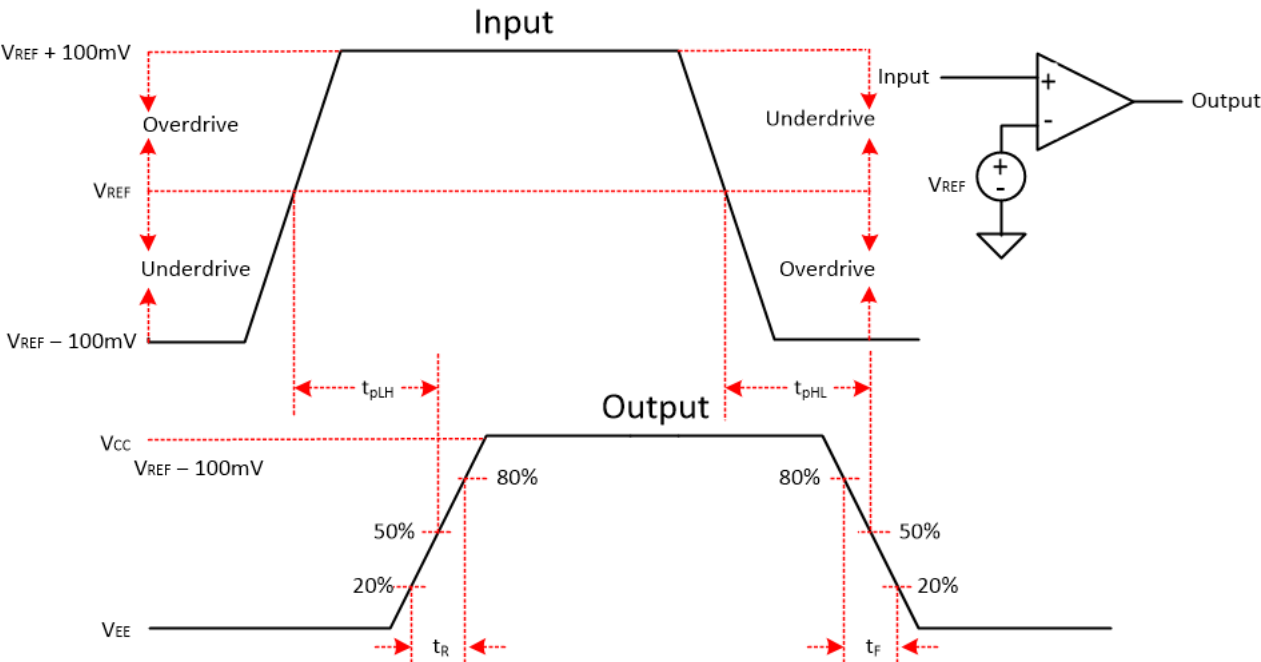 Input
VREF + 100mV
Input
+
Output
Overdrive
Underdrive
-
VREF
VREF
+
-
Underdrive
Overdrive
VREF – 100mV
tpLH
tpHL
Output
VCC
VREF – 100mV
80%
80%
50%
50%
20%
20%
VEE
tR
tF